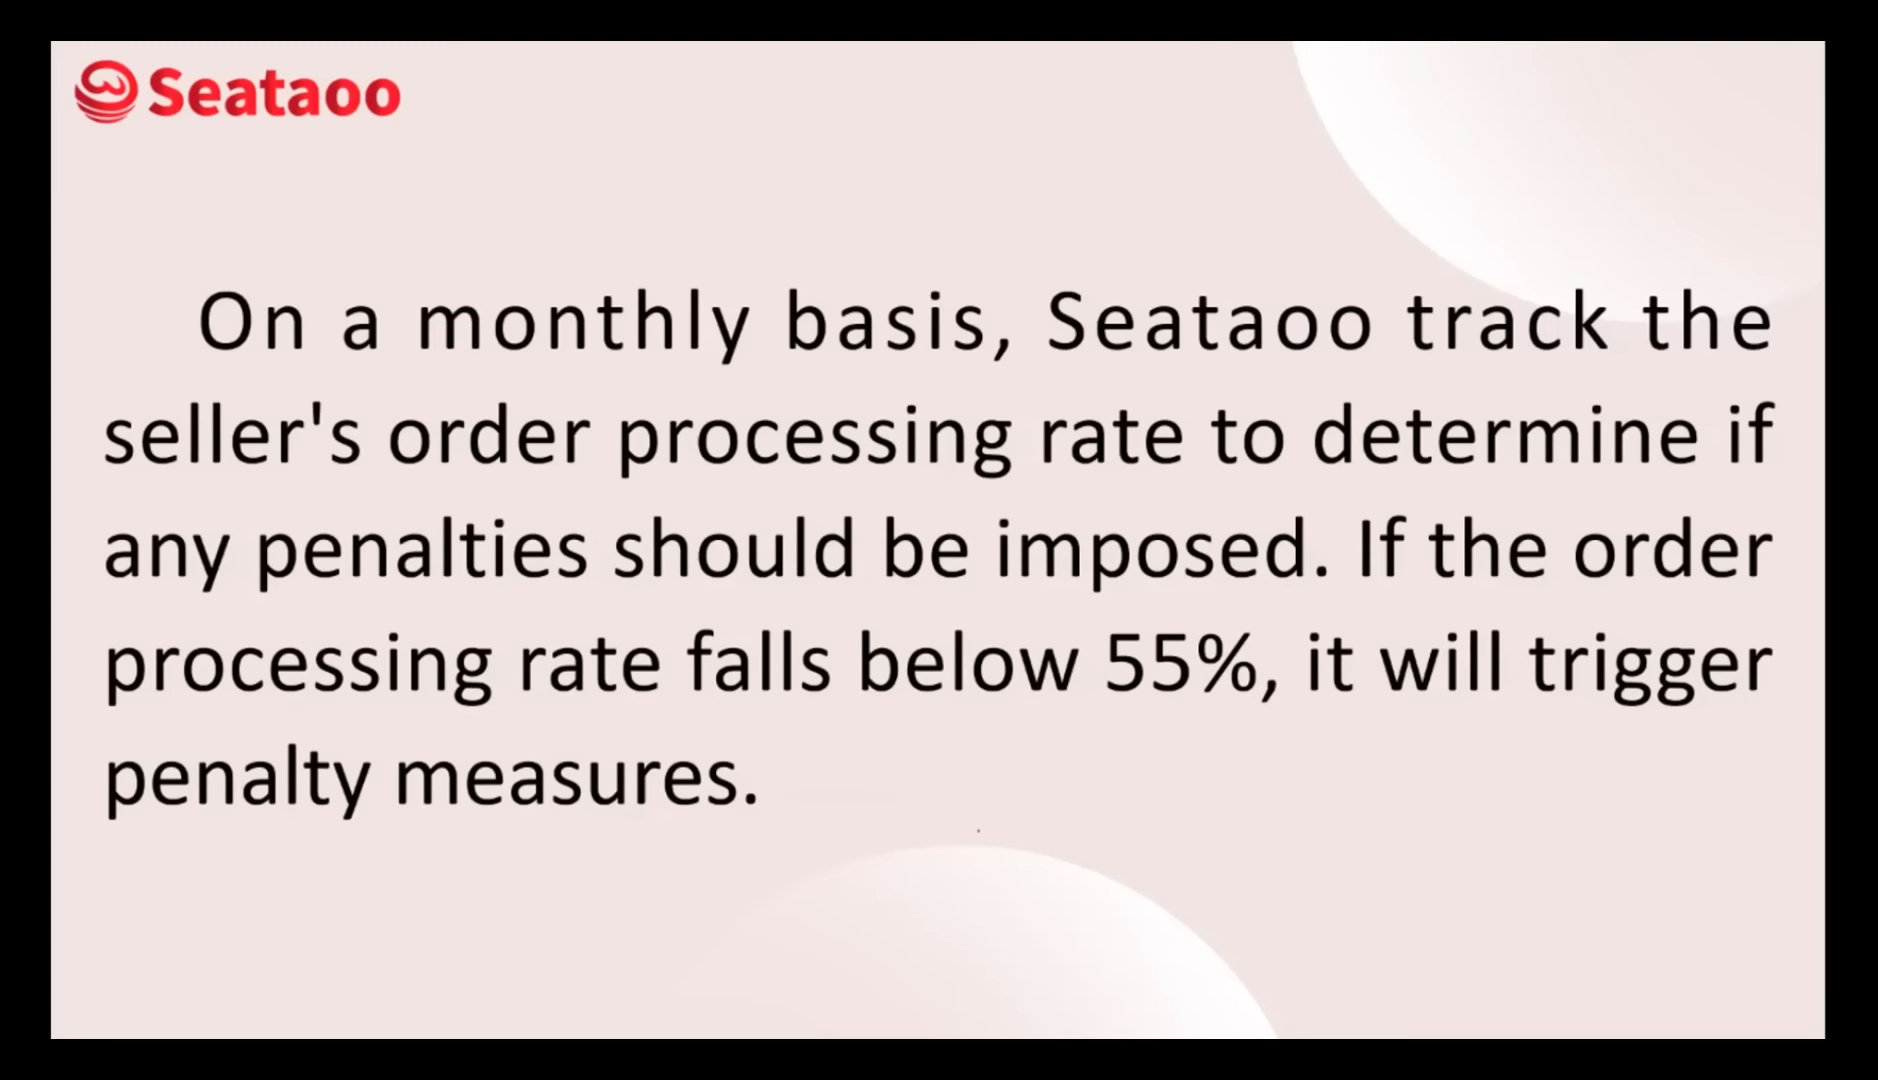 Seataoo
On a monthly basis, Seataoo track the
seller's order processing rate to determine if
any penalties should be imposed. If the order
processing rate falls below 55%, it will trigger
penalty measures.